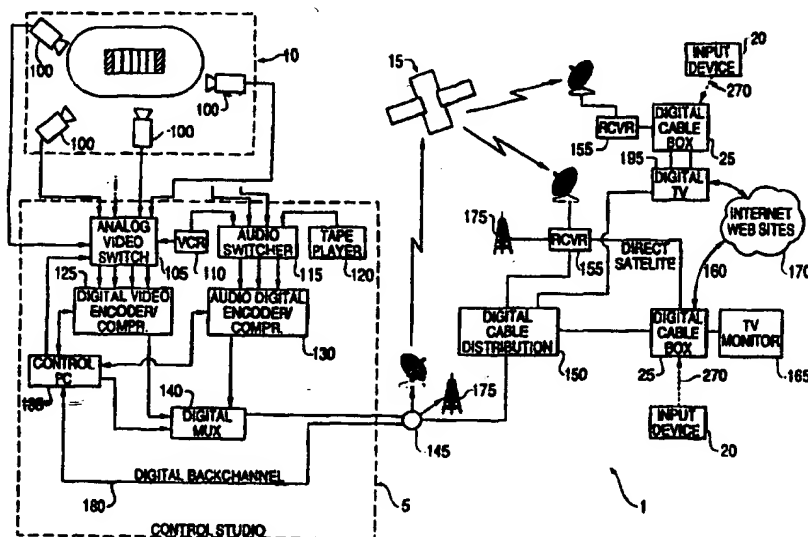 100
100
100
100
10
15
20
INPUT
DEVICE
270
RCVR
155
DIGITAL
CABLE
BOX
25
195
DIGITAL
TV
INTERNET
WEB SITES
170
175
RCVR
155
DIRECT
SATELITE
160
ANALOG
VIDEO
SWITCH
105
VCR
110
AUDIO
SWITCHER
115
TAPE
PLAYER
120
125
DIGITAL VIDEO
ENCODER/
COMPR.
AUDIO DIGITAL
ENCODER/
COMPR.
130
DIGITAL
CABLE
DISTRIBUTION
150
DIGITAL
CABLE
BOX
25
TV
MONITOR
165
270
INPUT
DEVICE
20
CONTROL
PC
140
DIGITAL
MUX
175
145
DIGITAL BACKCHANNEL
180
5
1
CONTROL STUDIO